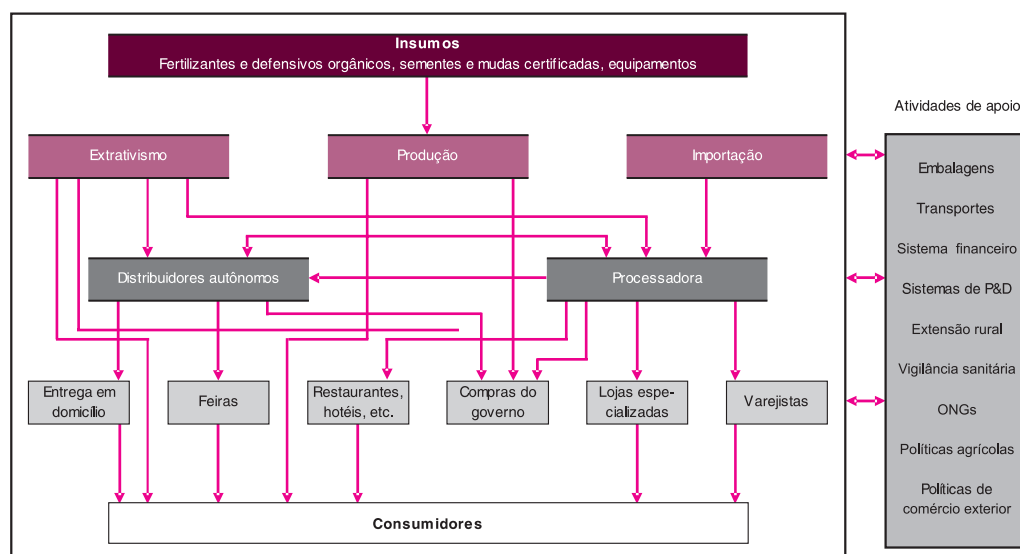 Insumos
Fertilizantes e defensivos orgânicos, sementes e mudas certificadas, equipamentos
Extrativismo
Produção
Importação
Distribuidores autônomos
Processadora
Entrega em
domicílio
Feiras
Restaurantes,
hotéis, etc.
Compras do
governo
Lojas espe-
cializadas
Varejistas
Consumidores
Atividades de apoio
Embalagens
Transportes
Sistema financeiro
Sistemas de P&D
Extensão rural
Vigilância sanitária
ONGs
Políticas agrícolas
Políticas de
comércio exterior